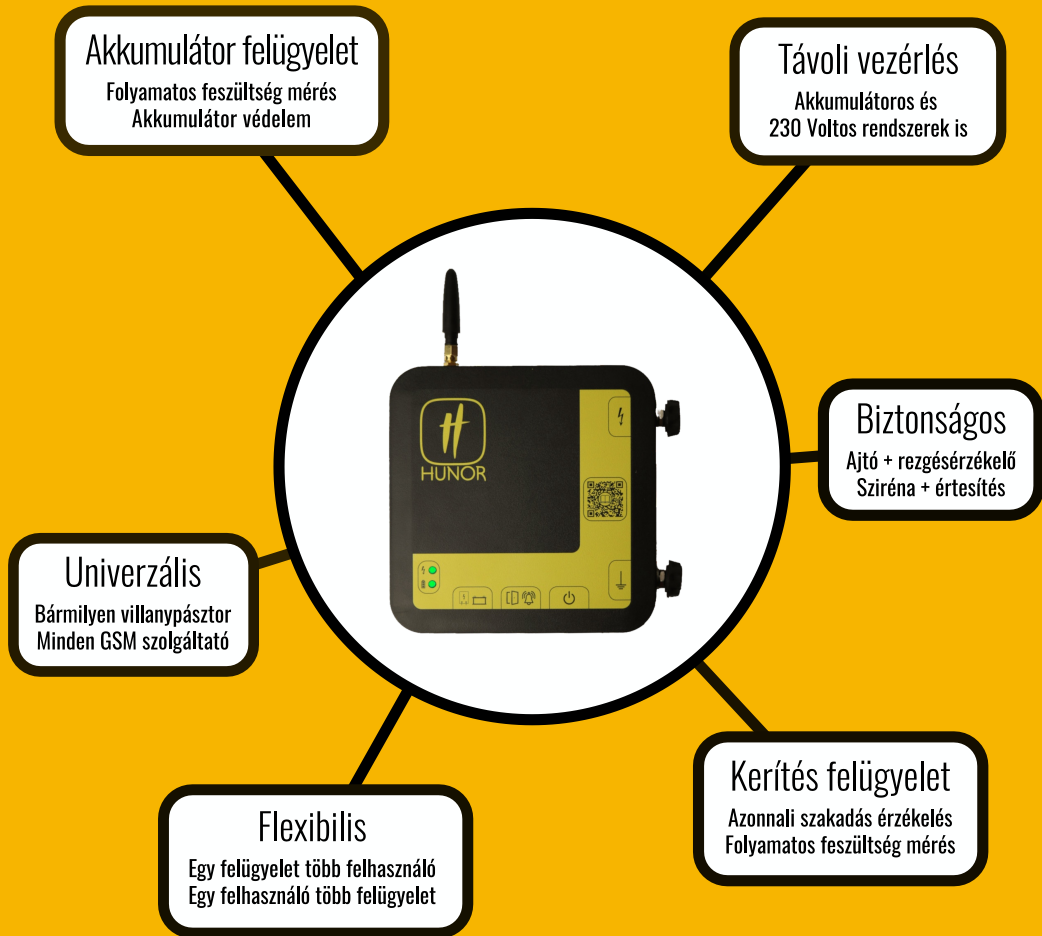 Akkumulátor felügyelet
Folyamatos feszültség mérés
Akkumulátor védelem
Távoli vezérlés
Akkumulátoros és
230 Voltos rendszerek is
HUNOR
Biztonságos
Ajtó + rezgésérzékelő
Sziréna + értesítés
Univerzális
Bármilyen villanypásztor
Minden GSM szolgáltató
Kerítés felügyelet
Azonnali szakadás érzékelés
Folyamatos feszültség mérés
Flexibilis
Egy felügyelet több felhasználó
Egy felhasználó több felügyelet